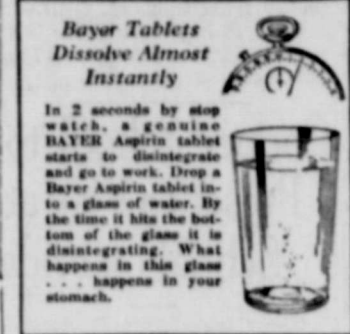 Bayer Tablets
Dissolve Almost
Instantly
In 2 seconds by stop
watch, a genuine
BAYER Aspirin tablet
starts to disintegrate
and go to work. Drop a
Bayer Aspirin tablet in-
to a glass of water. By
the time it hits the bot-
tom of the glass it is
disintegrating. What
happens in this glass
. . . happens in your
stomach.